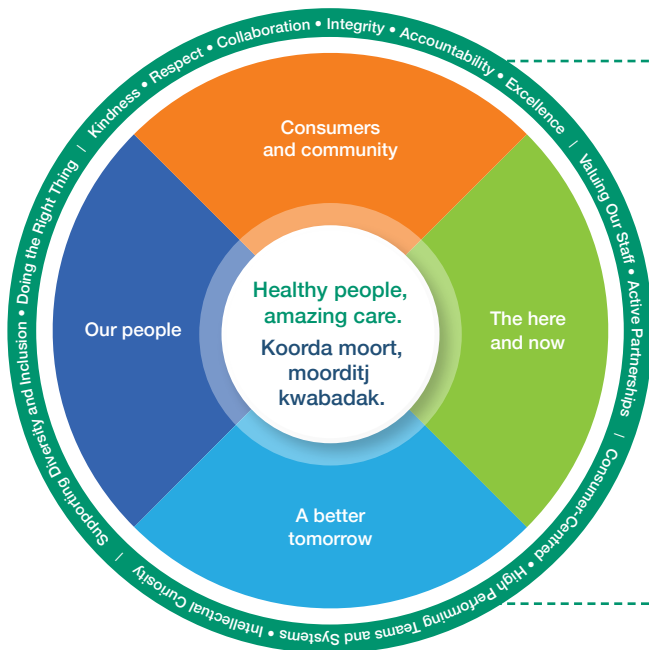 Kindness • Respect • Collaboration • Integrity • Accountability • Excellence | Valuing Our Staff • Active Partnerships | Consumer-Centred • High Performing Teams and Systems • Intellectual Curiosity | Supporting Diversity and Inclusion • Doing the Right Thing |
Consumers
and community
Our people
Healthy people,
amazing care.
Koorda moort,
moorditj
kwabadak.
The here
and now
A better
tomorrow